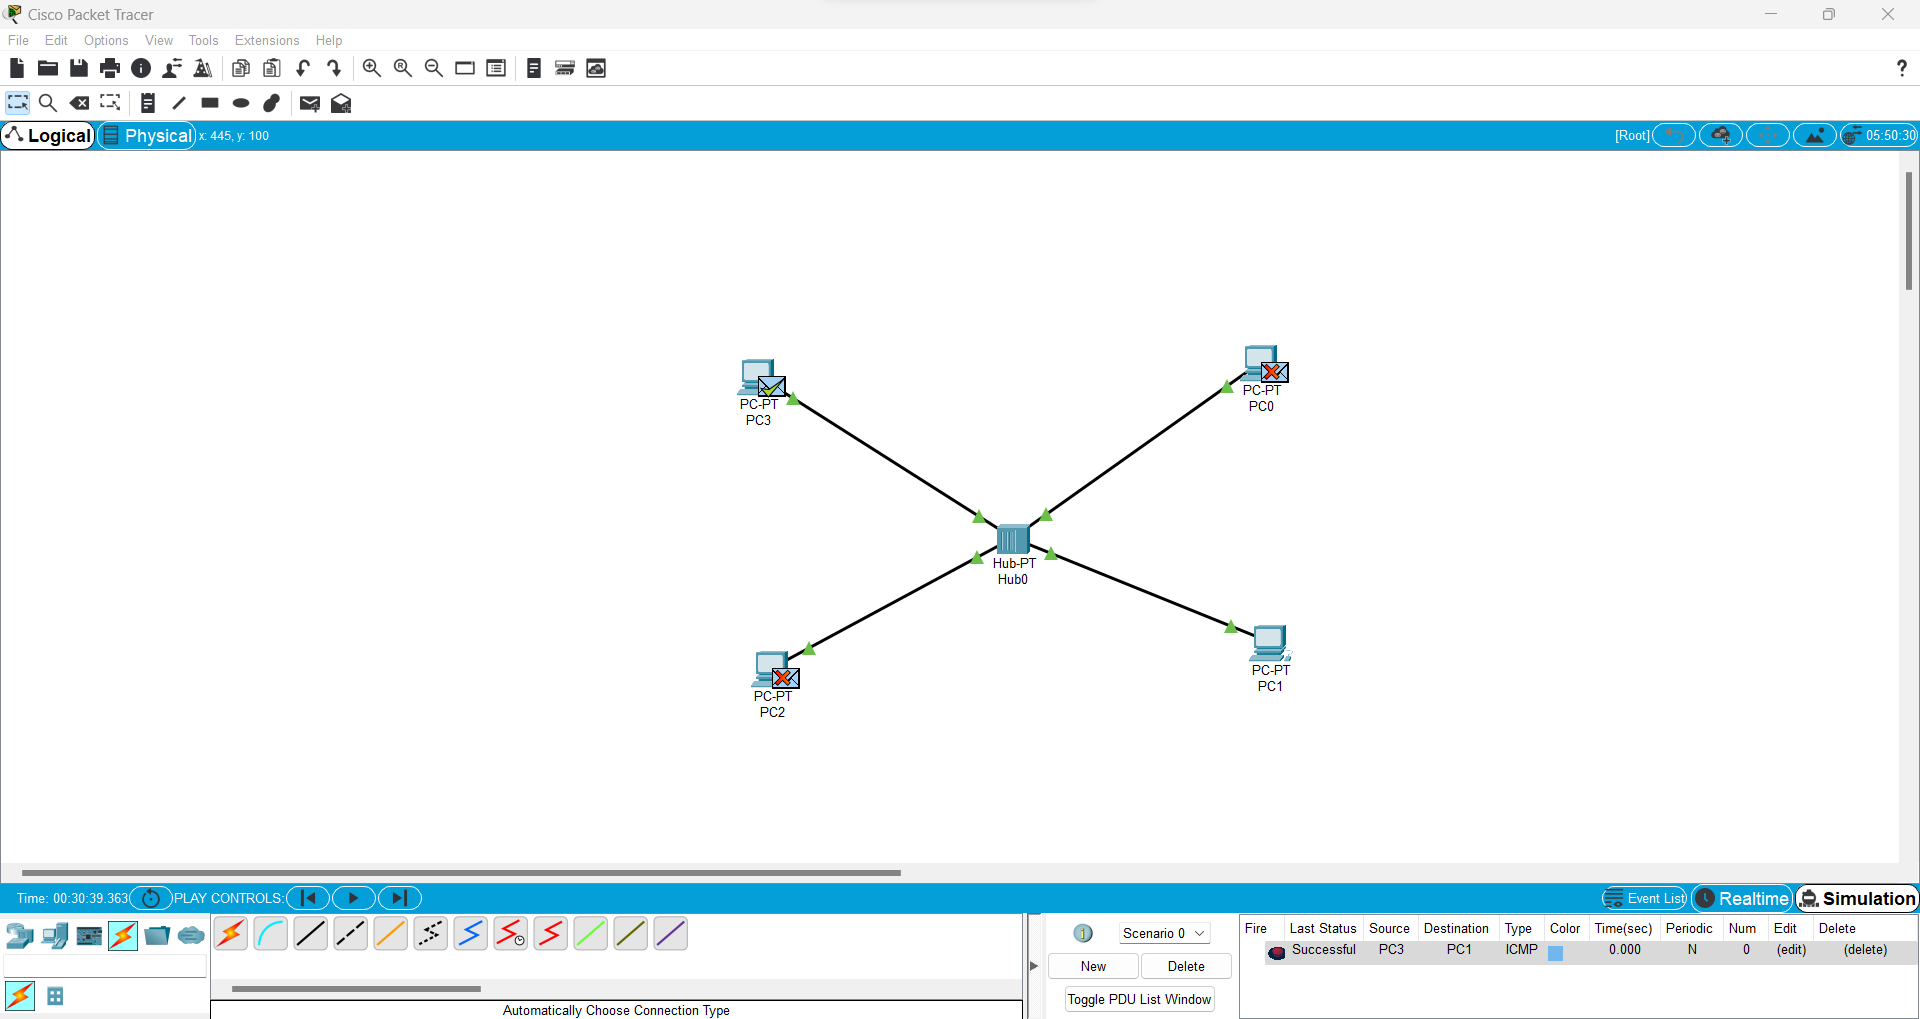 Cisco Packet Tracer
File Edit Options View Tools Extensions Help
Logical Physical x: 445, y: 100 [Root] 05:50:30
PC-PT
PC3
PC-PT
PC0
Hub-PT
Hub0
PC-PT
PC2
PC-PT
PC1
Time: 00:30:39.363 PLAY CONTROLS: Event List Realtime Simulation
Scenario 0
New Delete
Toggle PDU List Window
Fire Last Status Source Destination Type Color Time(sec) Periodic Num Edit Delete
Successful PC3 PC1 ICMP 0.000 N 0 (edit) (delete)
Automatically Choose Connection Type